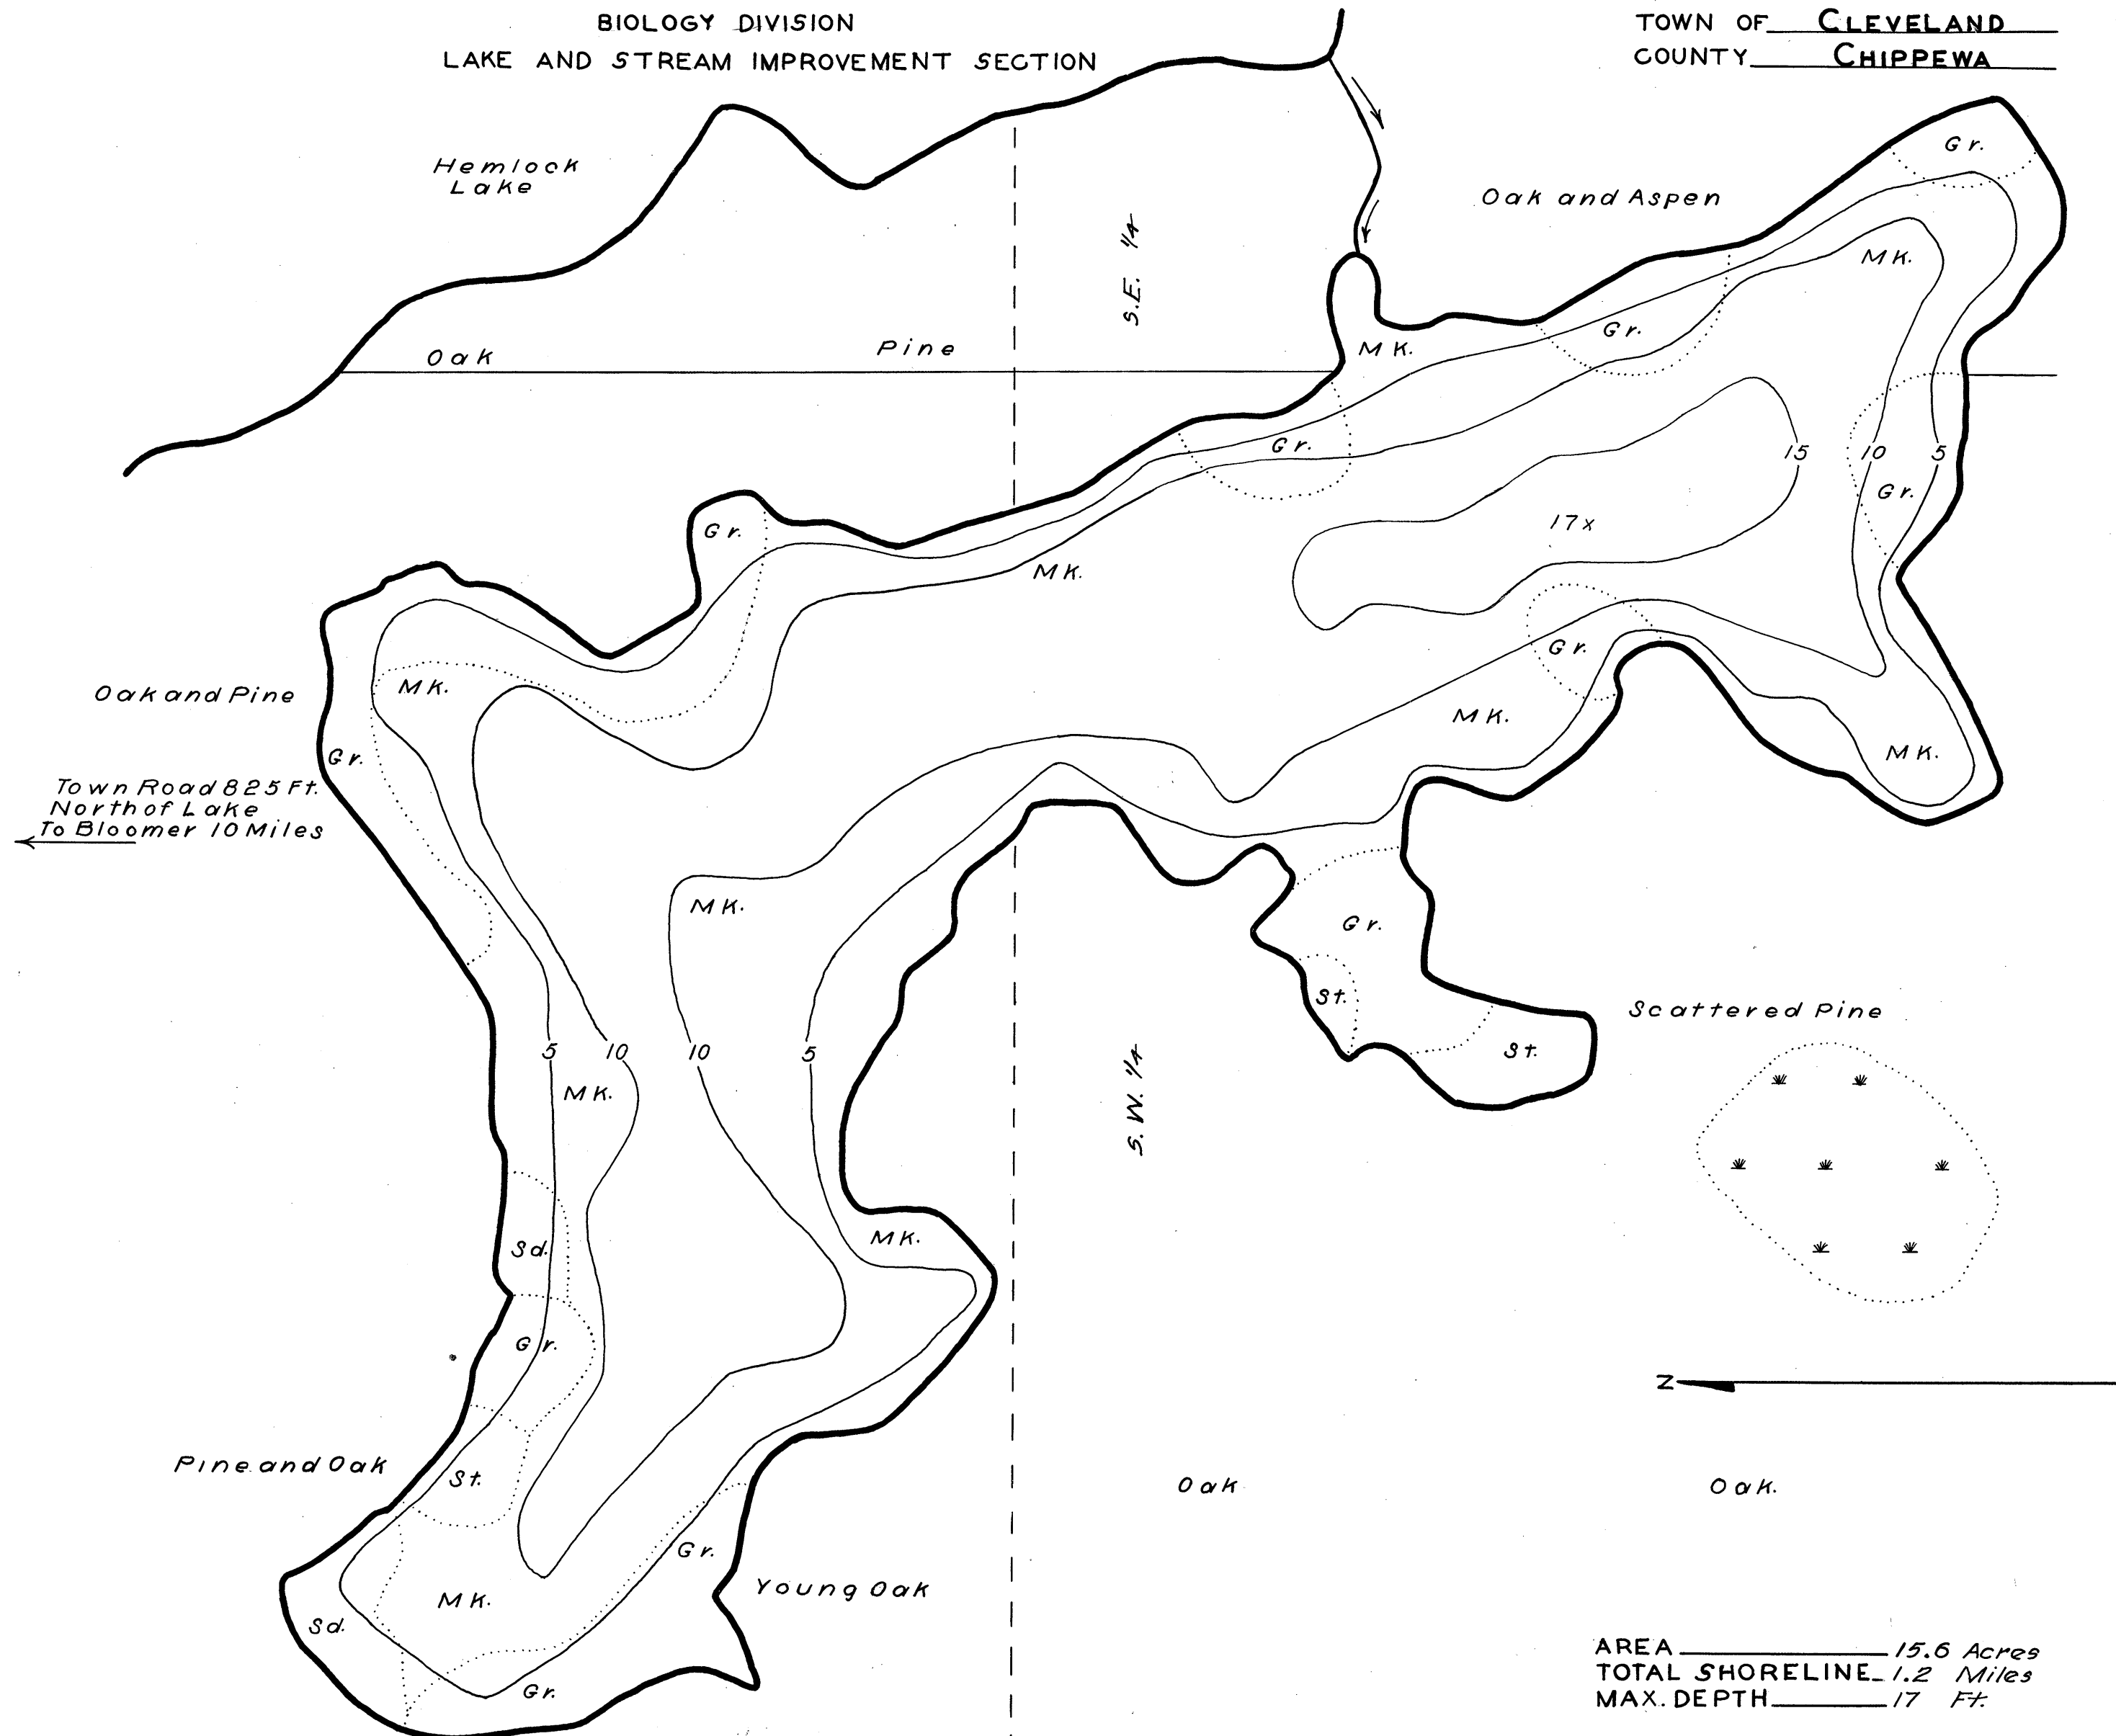 BIOLOGY DIVISION
LAKE AND STREAM IMPROVEMENT SECTION
TOWN OF CLEVELAND
COUNTY CHIPPEWA
Gr.
Hemlock
Lake
Oak and Aspen
S.E. 1/4
MK.
Gr.
Oak
Pine
MK.
Gr.
15
10
5
Gr.
17x
Gr.
MK.
Gr.
Oak and Pine
MK.
MK.
MK.
Gr.
Town Road 825 Ft.
North of Lake
To Bloomer 10 Miles
MK.
Gr.
St.
Scattered Pine
5
10
10
5
St.
MK.
S.W. 1/4
MK.
Sd.
Gr.
N
Pine and Oak
St.
Oak
Oak.
Gr.
Young Oak
MK.
Sd.
Gr.
AREA 15.6 Acres
TOTAL SHORELINE 1.2 Miles
MAX. DEPTH 17 Ft.